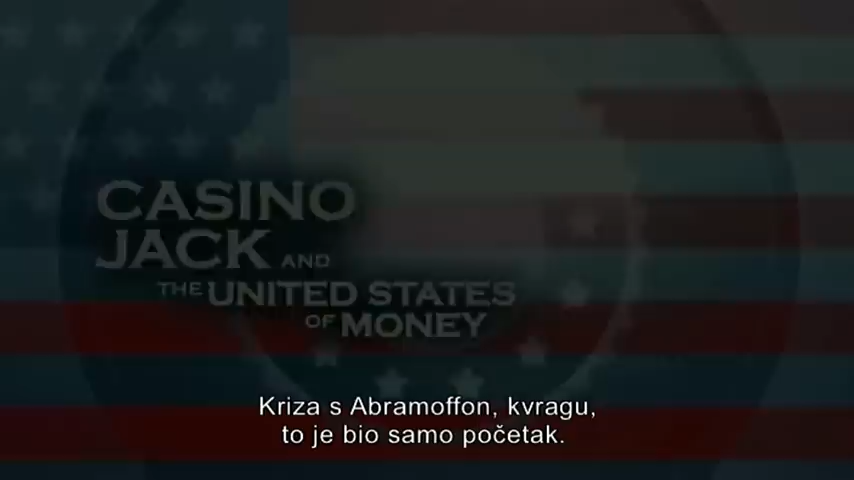 CASINO
JACK AND
THE UNITED STATES
OF MONEY
Kriza s Abramoffon, kvragu,
to je bio samo početak.